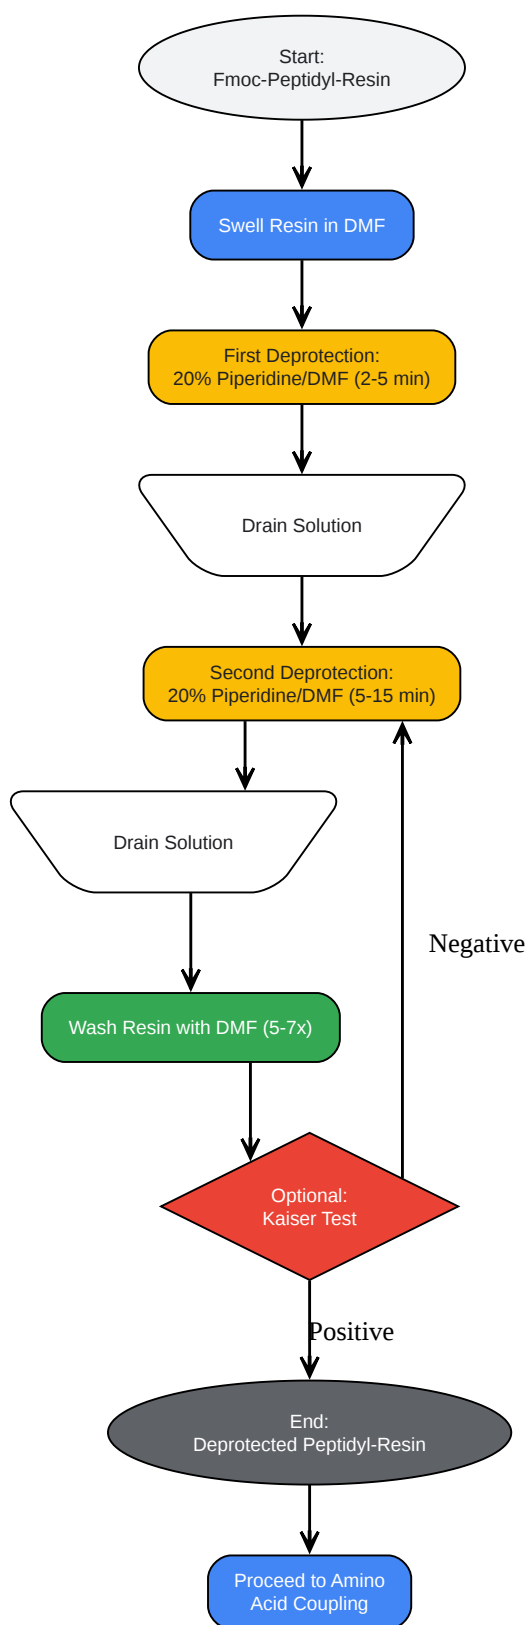 Start:
Fmoc-Peptidyl-Resin
Swell Resin in DMF
First Deprotection:
20% Piperidine/DMF (2-5 min)
Drain Solution
Second Deprotection:
20% Piperidine/DMF (5-15 min)
Drain Solution
Negative
Wash Resin with DMF (5-7x)
Optional:
Kaiser Test
Positive
End:
Deprotected Peptidyl-Resin
Proceed to Amino
Acid Coupling